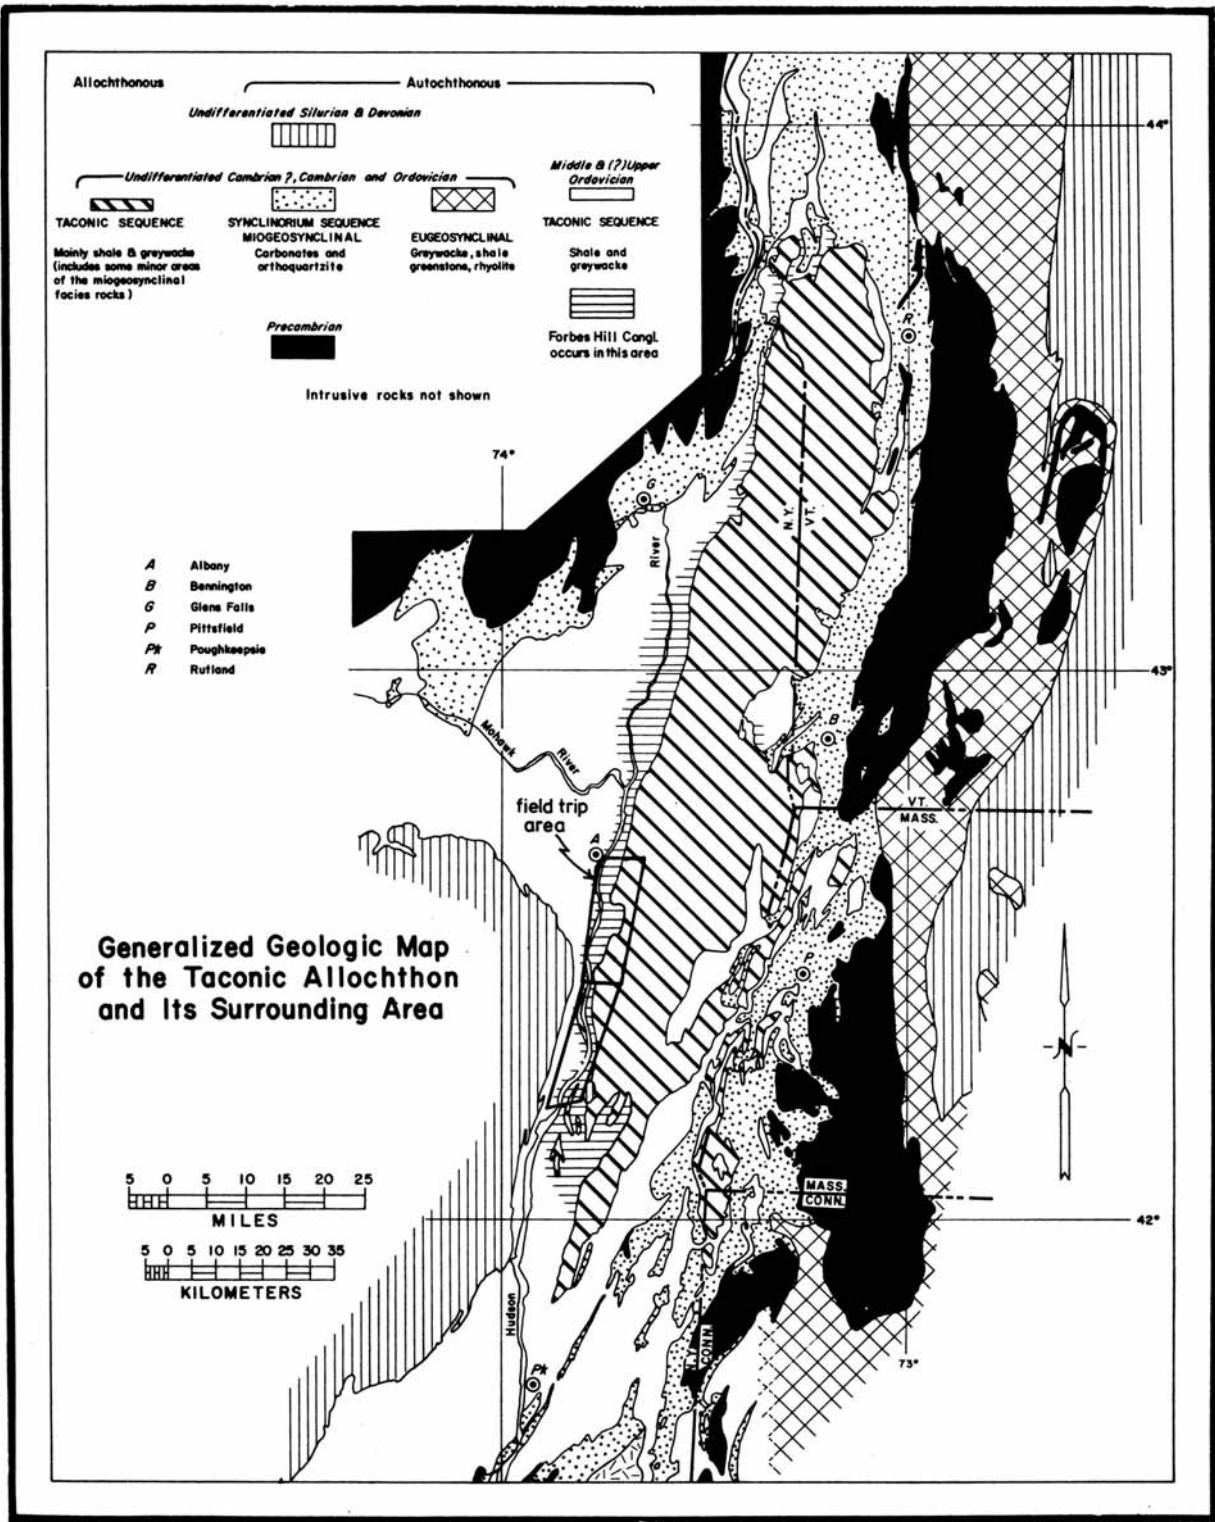 Allochthonous
Autochthonous
Undifferentiated Silurian & Devonian
Undifferentiated Cambrian ?, Cambrian and Ordovician
Middle & (?) Upper
Ordovician
TACONIC SEQUENCE
Mainly shale & greywacke
(includes some minor areas
of the miogeosynclinal
facies rocks)
SYNCLINORIUM SEQUENCE
MIOGEOSYNCLINAL
Carbonates and
orthoquartzite
EUGEOSYNCLINAL
Greywacke, shale
greenstone, rhyolite
TACONIC SEQUENCE
Shale and
greywacke
Precambrian
Forbes Hill Congl.
occurs in this area
Intrusive rocks not shown
44°
R
74°
G
N.Y.
VT.
River
A Albany
B Bennington
G Glens Falls
P Pittsfield
Pk Poughkeepsie
R Rutland
43°
B
Mohawk
River
VT.
MASS.
field trip
area
A
Generalized Geologic Map
of the Taconic Allochthon
and Its Surrounding Area
P
N
5 0 5 10 15 20 25
MILES
MASS.
CONN.
42°
5 0 5 10 15 20 25 30 35
KILOMETERS
Hudson
N.Y.
CONN.
73°
Pk